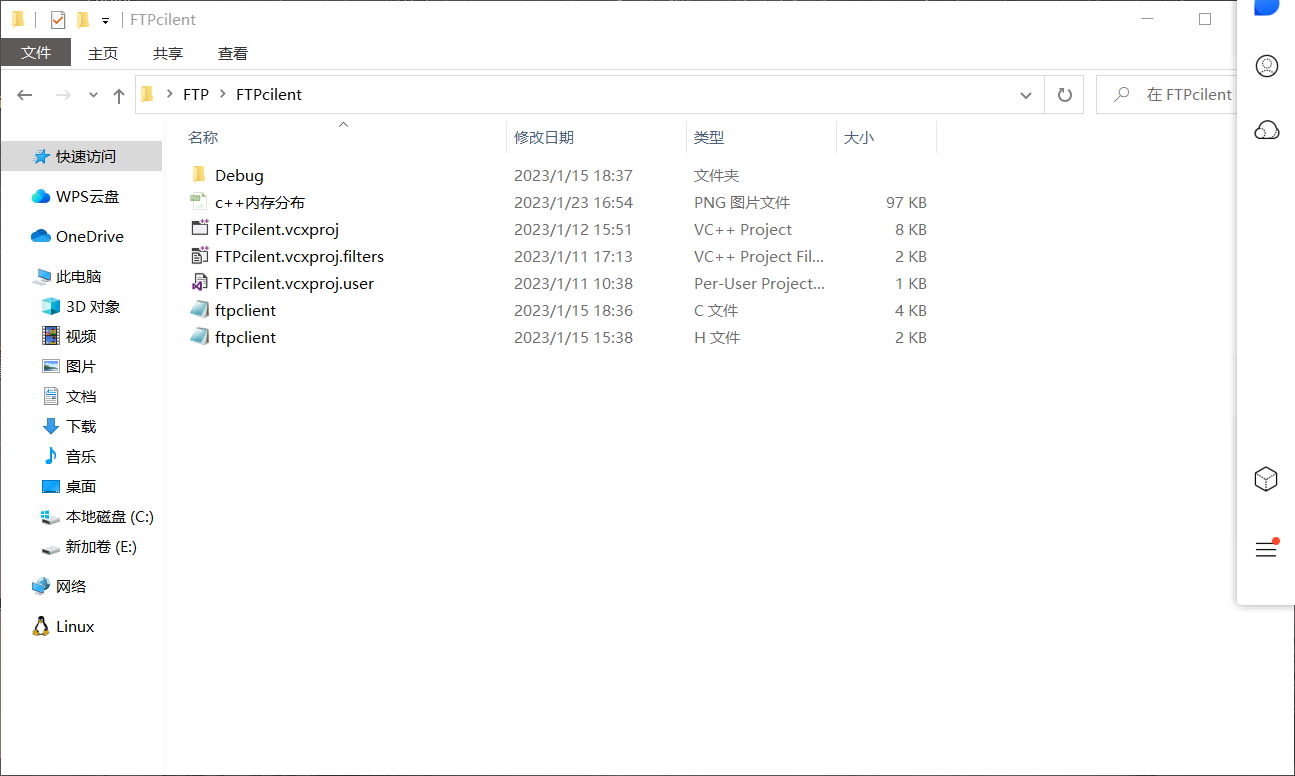 FTPcilent
文件 主页 共享 查看
FTP FTPcilent 在 FTPcilent
名称 修改日期 类型 大小
快速访问
WPS云盘
OneDrive
此电脑
3D 对象
视频
图片
文档
下载
音乐
桌面
本地磁盘 (C:)
新加卷 (E:)
网络
Linux
Debug 2023/1/15 18:37 文件夹
c++内存分布 2023/1/23 16:54 PNG 图片文件 97 KB
FTPcilent.vcxproj 2023/1/12 15:51 VC++ Project 8 KB
FTPcilent.vcxproj.filters 2023/1/11 17:13 VC++ Project Fil... 2 KB
FTPcilent.vcxproj.user 2023/1/11 10:38 Per-User Project... 1 KB
ftpclient 2023/1/15 18:36 C 文件 4 KB
ftpclient 2023/1/15 15:38 H 文件 2 KB